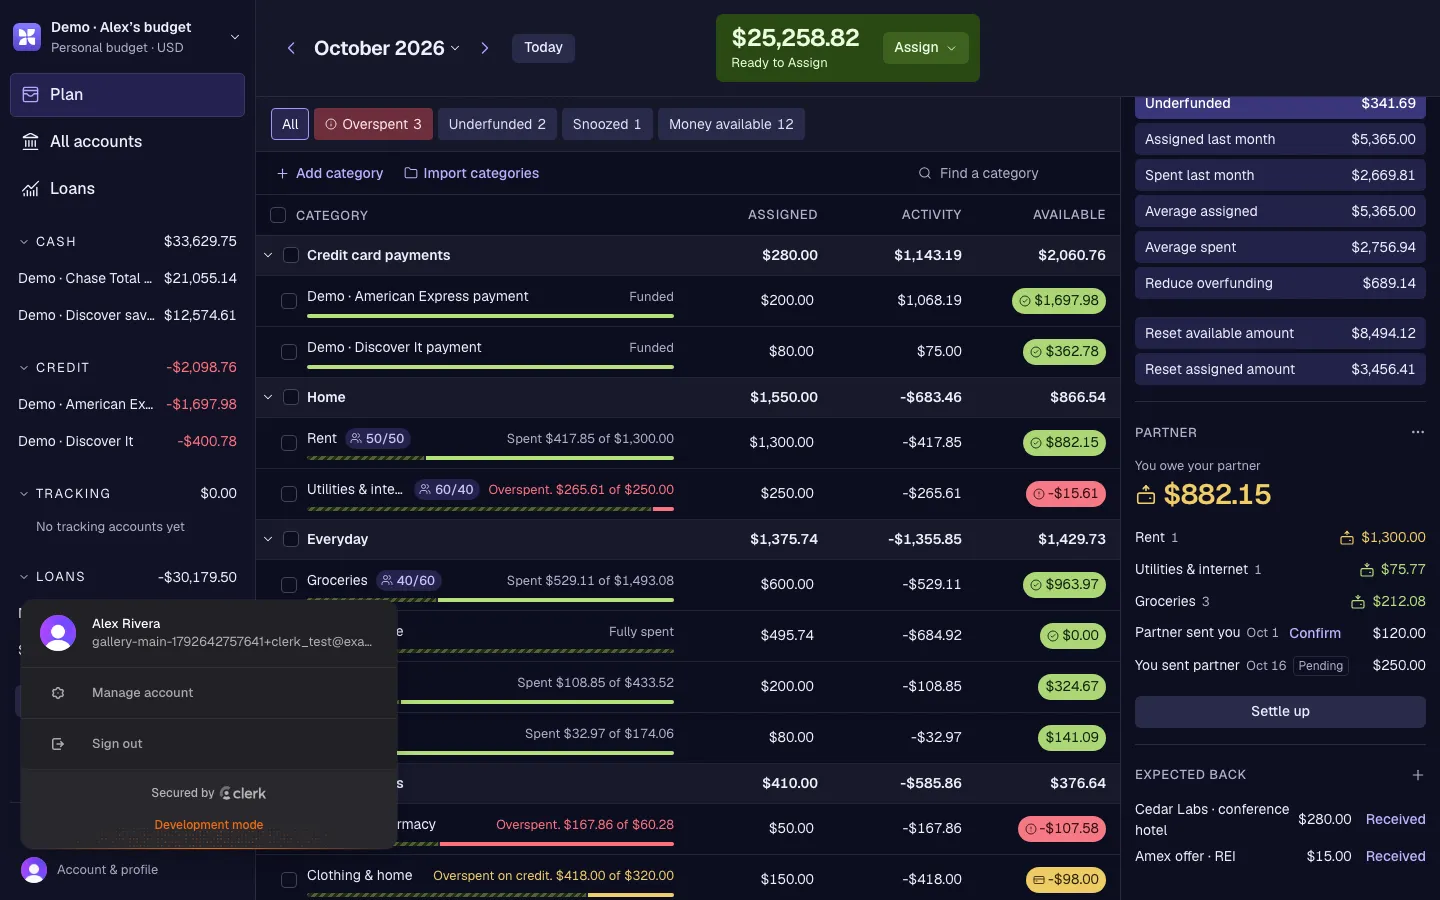 Demo · Alex's budget
Personal budget · USD
Plan
All accounts
Loans
CASH $33,629.75
Demo · Chase Total ... $21,055.14
Demo · Discover sav... $12,574.61
CREDIT -$2,098.76
Demo · American Ex... -$1,697.98
Demo · Discover It -$400.78
TRACKING $0.00
No tracking accounts yet
LOANS -$30,179.50
Alex Rivera
gallery-main-1792642757641+clerk_test@exa...
Manage account
Sign out
Secured by clerk
Development mode
Account & profile
October 2026
Today
$25,258.82
Ready to Assign
Assign
All
Overspent 3
Underfunded 2
Snoozed 1
Money available 12
Add category
Import categories
Find a category
CATEGORY ASSIGNED ACTIVITY AVAILABLE
Credit card payments $280.00 $1,143.19 $2,060.76
Demo · American Express payment Funded $200.00 $1,068.19 $1,697.98
Demo · Discover It payment Funded $80.00 $75.00 $362.78
Home $1,550.00 -$683.46 $866.54
Rent 50/50 Spent $417.85 of $1,300.00 $1,300.00 -$417.85 $882.15
Utilities & inte... 60/40 Overspent. $265.61 of $250.00 $250.00 -$265.61 -$15.61
Everyday $1,375.74 -$1,355.85 $1,429.73
Groceries 40/60 Spent $529.11 of $1,493.08 $600.00 -$529.11 $963.97
e Fully spent $495.74 -$684.92 $0.00
Spent $108.85 of $433.52 $200.00 -$108.85 $324.67
Spent $32.97 of $174.06 $80.00 -$32.97 $141.09
s $410.00 -$585.86 $376.64
rmacy Overspent. $167.86 of $60.28 $50.00 -$167.86 -$107.58
Clothing & home Overspent on credit. $418.00 of $320.00 $150.00 -$418.00 -$98.00
Underfunded $341.69
Assigned last month $5,365.00
Spent last month $2,669.81
Average assigned $5,365.00
Average spent $2,756.94
Reduce overfunding $689.14
Reset available amount $8,494.12
Reset assigned amount $3,456.41
PARTNER
You owe your partner
$882.15
Rent 1 $1,300.00
Utilities & internet 1 $75.77
Groceries 3 $212.08
Partner sent you Oct 1 Confirm $120.00
You sent partner Oct 16 Pending $250.00
Settle up
EXPECTED BACK
Cedar Labs · conference
hotel $280.00 Received
Amex offer · REI $15.00 Received